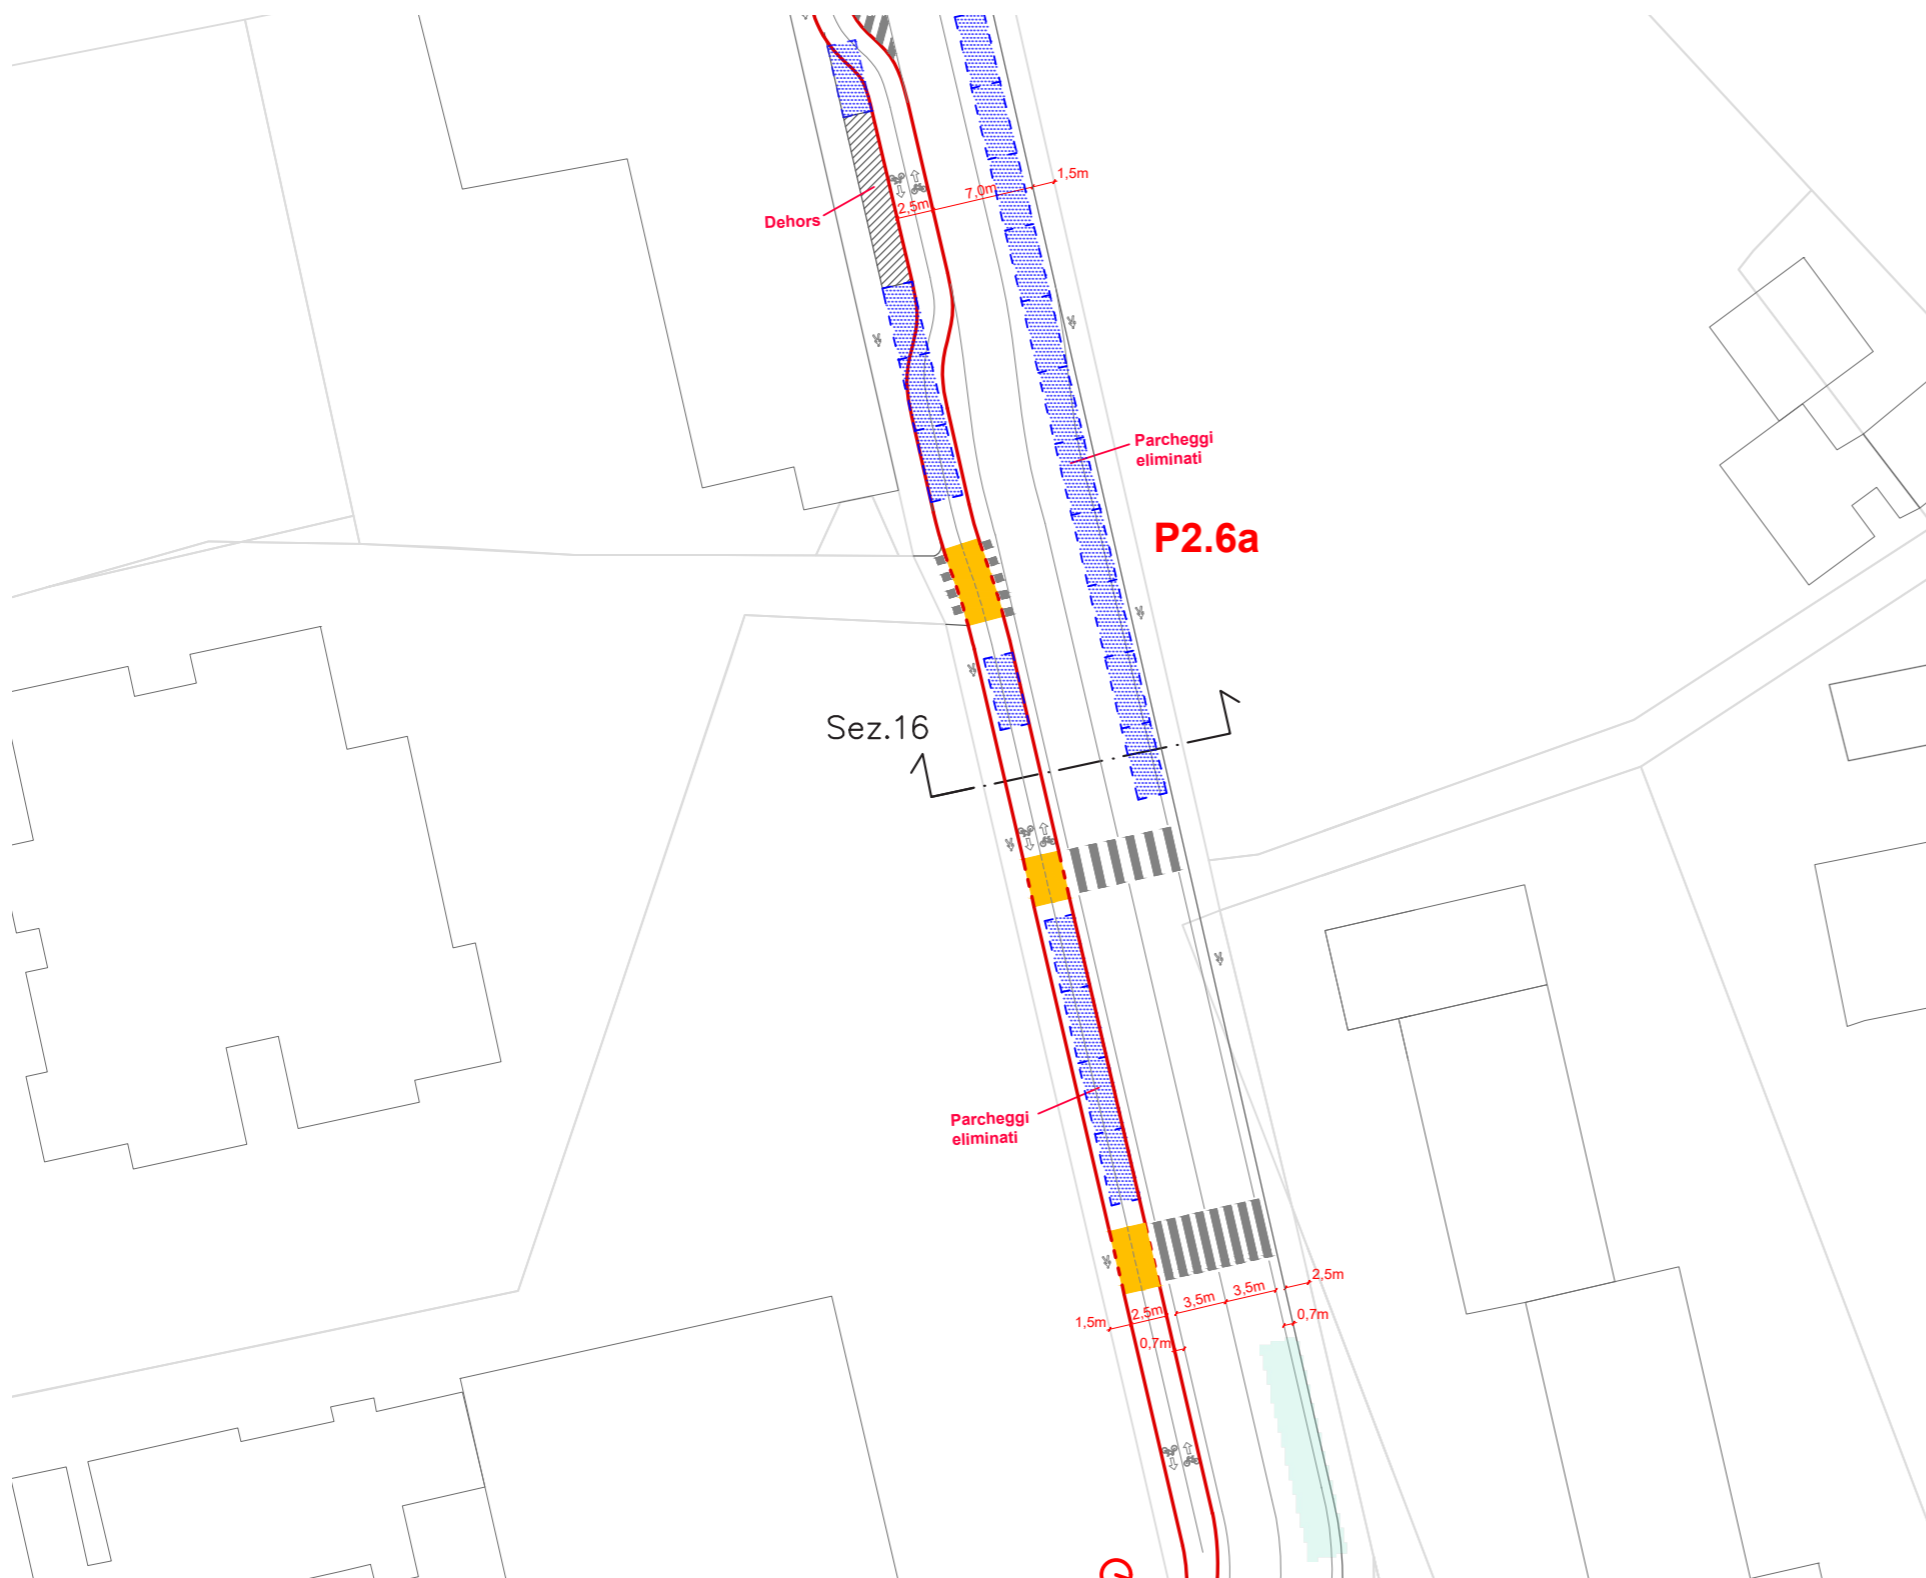 1,5m
7,0m
2,5m
Dehors
Parcheggi
eliminati
P2.6a
Sez.16
Parcheggi
eliminati
2,5m
3,5m
3,5m
2,5m
1,5m
0,7m
0,7m